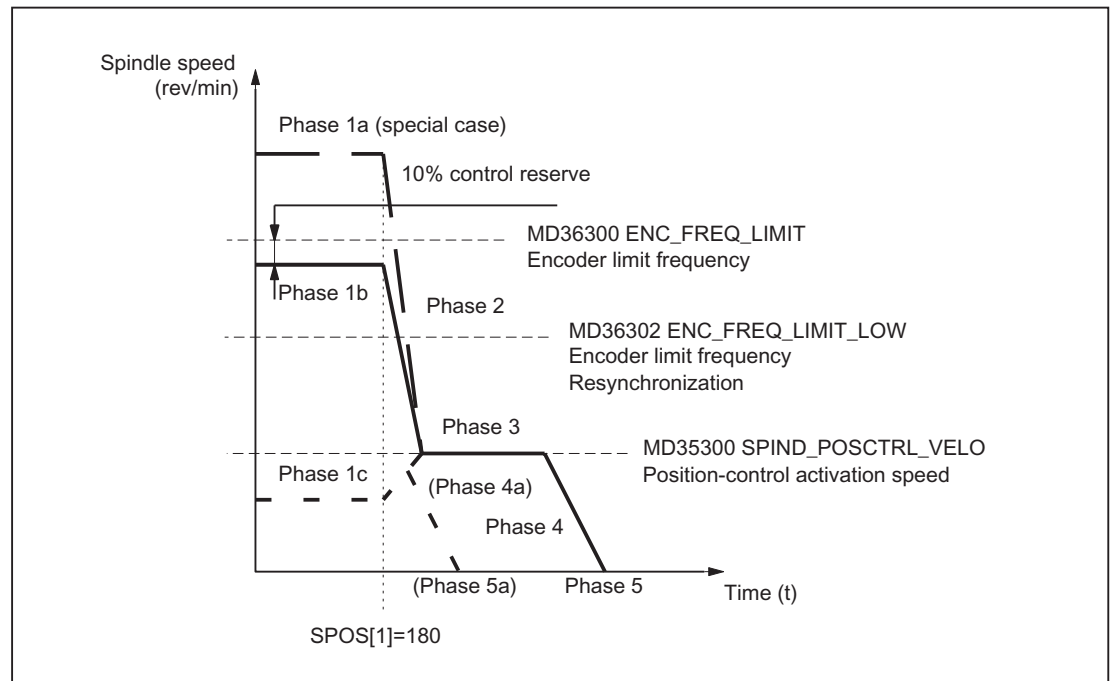 Spindle speed
(rev/min)
Phase 1a (special case)
10% control reserve
MD36300 ENC_FREQ_LIMIT
Encoder limit frequency
Phase 1b
Phase 2
MD36302 ENC_FREQ_LIMIT_LOW
Encoder limit frequency
Resynchronization
Phase 3
MD35300 SPIND_POSCTRL_VELO
Position-control activation speed
Phase 1c
(Phase 4a)
Phase 4
(Phase 5a)
Phase 5
Time (t)
SPOS[1]=180